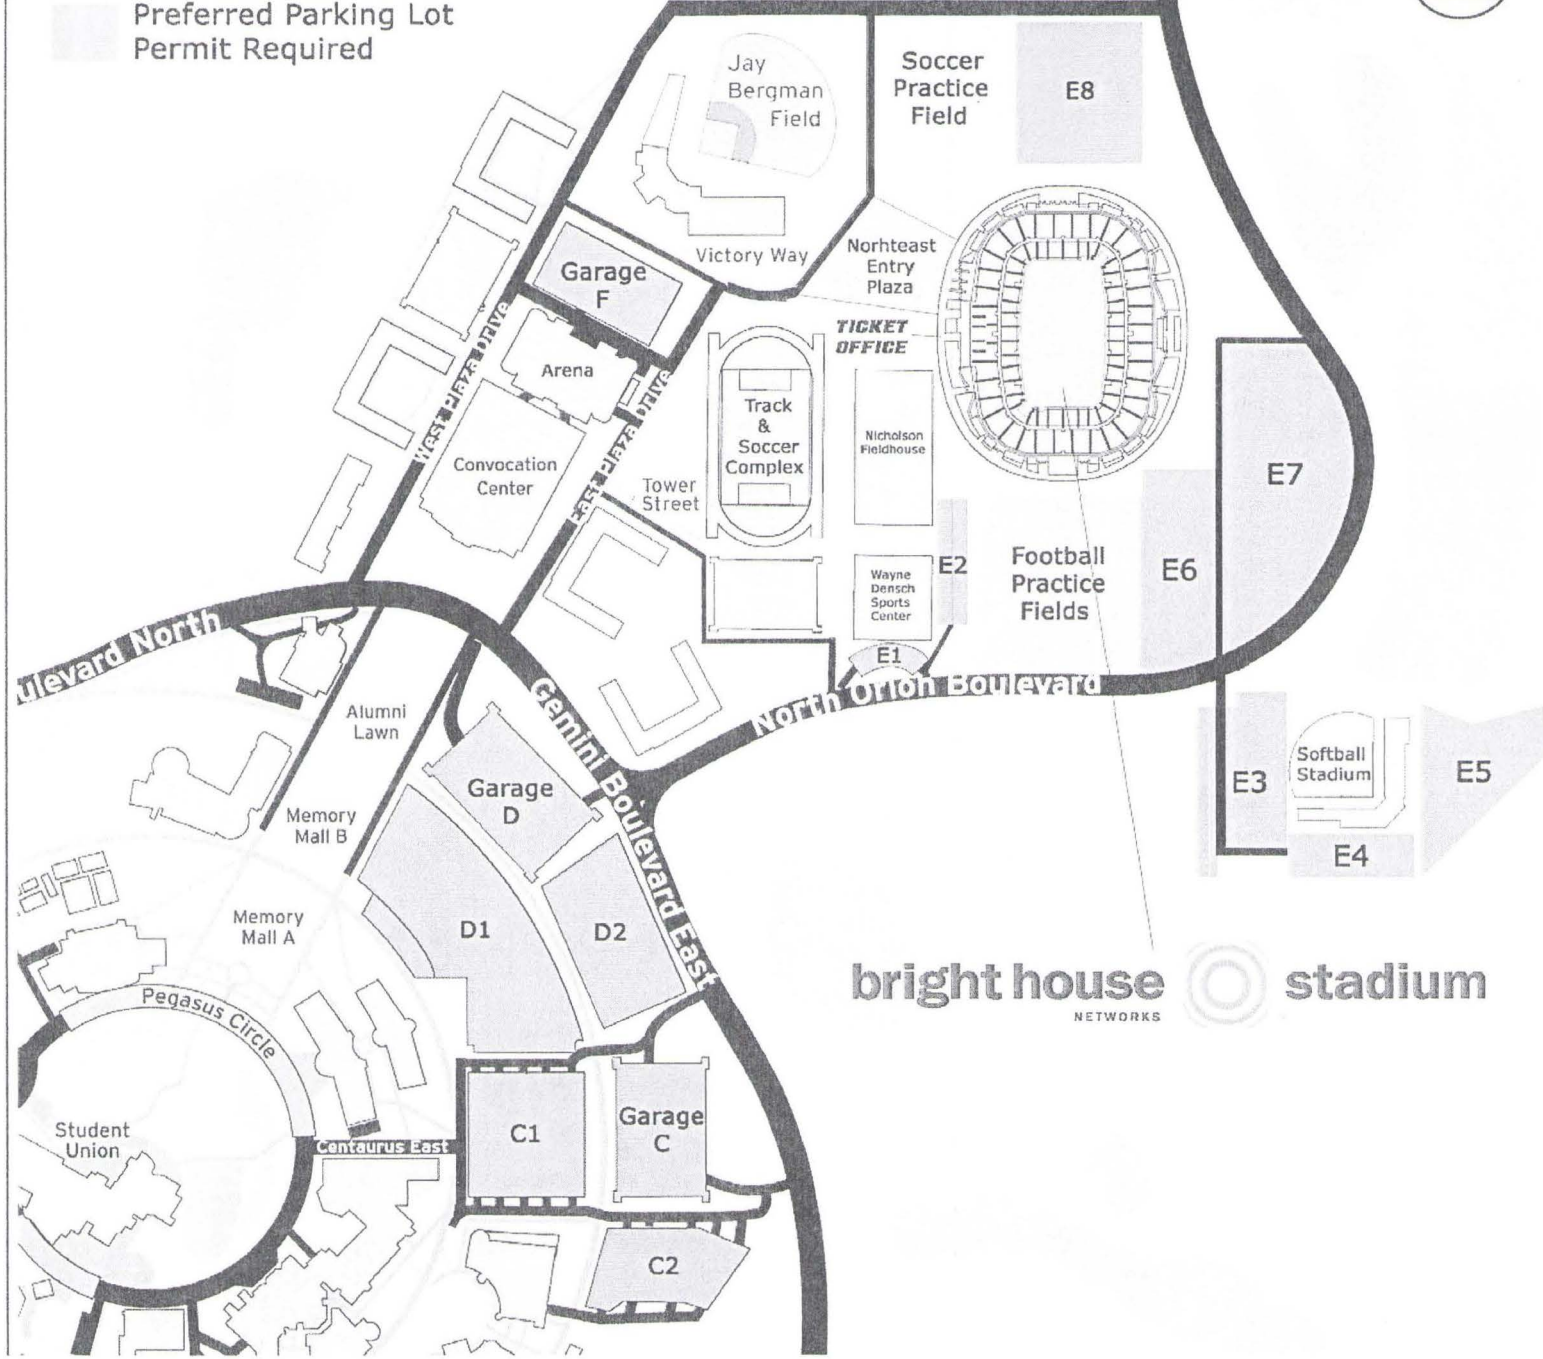 Preferred Parking Lot
Permit Required
Jay
Bergman
Field
Soccer
Practice
Field
E8
Garage
F
Victory Way
Norhteast
Entry
Plaza
TICKET
OFFICE
West Plaza Drive
Arena
East Plaza Drive
Track
&
Soccer
Complex
Nicholson
Fieldhouse
Convocation
Center
Tower
Street
E7
E2
Football
Practice
Fields
E6
Wayne
Densch
Sports
Center
E1
ulevard North
North Orion Boulevard
Gemini Boulevard East
Alumni
Lawn
Garage
D
Memory
Mall B
E3
Softball
Stadium
E5
E4
Memory
Mall A
D1
D2
bright house
NETWORKS
stadium
Pegasus Circle
Student
Union
Centaurus East
C1
Garage
C
C2